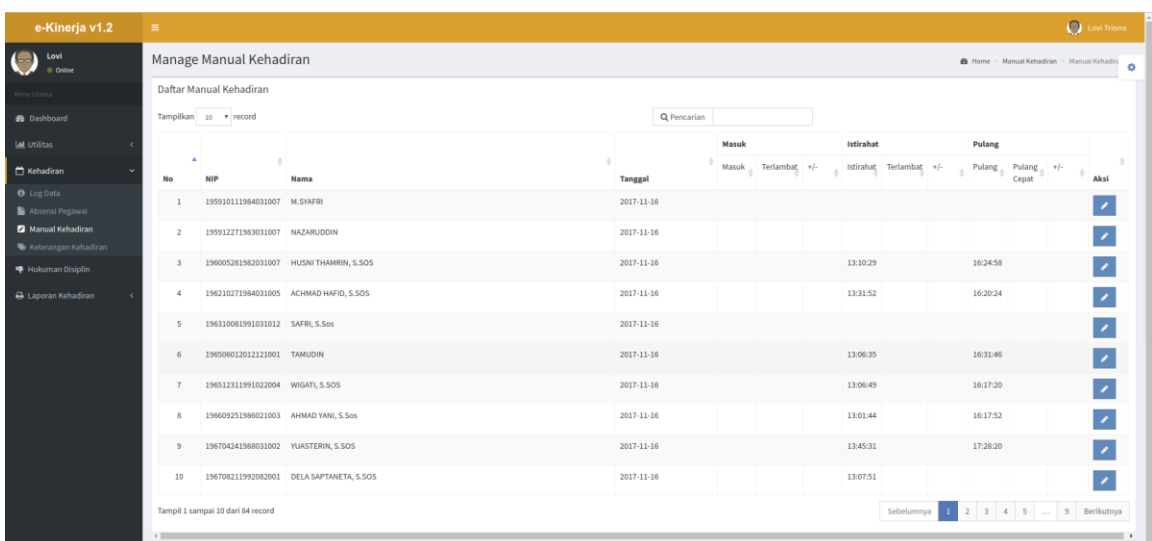 e-Kinerja v1.2
Lovi Triono
Lovi
Online
Menu Utama
Dashboard
Utilitas
Kehadiran
Log Data
Absensi Pegawai
Manual Kehadiran
Keterangan Kehadiran
Hukuman Disiplin
Laporan Kehadiran
Manage Manual Kehadiran
Home > Manual Kehadiran > Manual
Daftar Manual Kehadiran
Tampilkan 10 record
Pencarian
Masuk Istirahat Pulang
No NIP Nama Tanggal Masuk Terlambat +/- Istirahat Terlambat +/- Pulang Pulang Cepat +/- Aksi
1 195910111984031007 M.SYAFRI 2017-11-16
2 195912271983031007 NAZARUDDIN 2017-11-16
3 196005281982031007 HUSNI THAMRIN, S.SOS 2017-11-16 13:10:29 16:24:58
4 196210271984031005 ACHMAD HAFID, S.SOS 2017-11-16 13:31:52 16:20:24
5 196310081991031012 SAFRI, S.Sos 2017-11-16
6 196506012012121001 TAMUDIN 2017-11-16 13:06:35 16:31:46
7 196512311991022004 WIGATI, S.SOS 2017-11-16 13:06:49 16:17:20
8 196609251986021003 AHMAD YANI, S.Sos 2017-11-16 13:01:44 16:17:52
9 196704241988031002 YUASTERIN, S.SOS 2017-11-16 13:45:31 17:28:20
10 196708211992082001 DELA SAPTANETA, S.SOS 2017-11-16 13:07:51
Tampil 1 sampai 10 dari 84 record
Sebelumnya 1 2 3 4 5 ... 9 Berikutnya